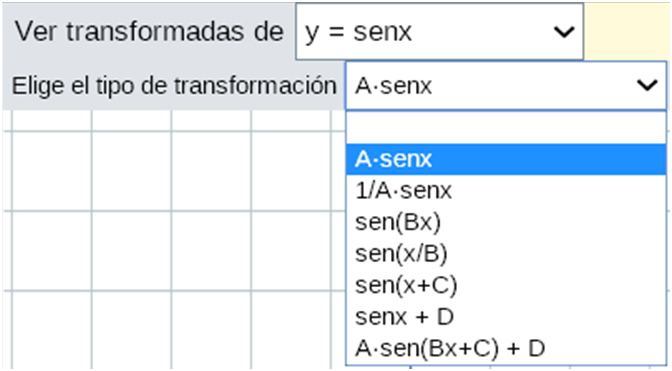 Ver transformadas de y = senx
Elige el tipo de transformación A·senx
A·senx
1/A·senx
sen(Bx)
sen(x/B)
sen(x+C)
senx + D
A·sen(Bx+C) + D